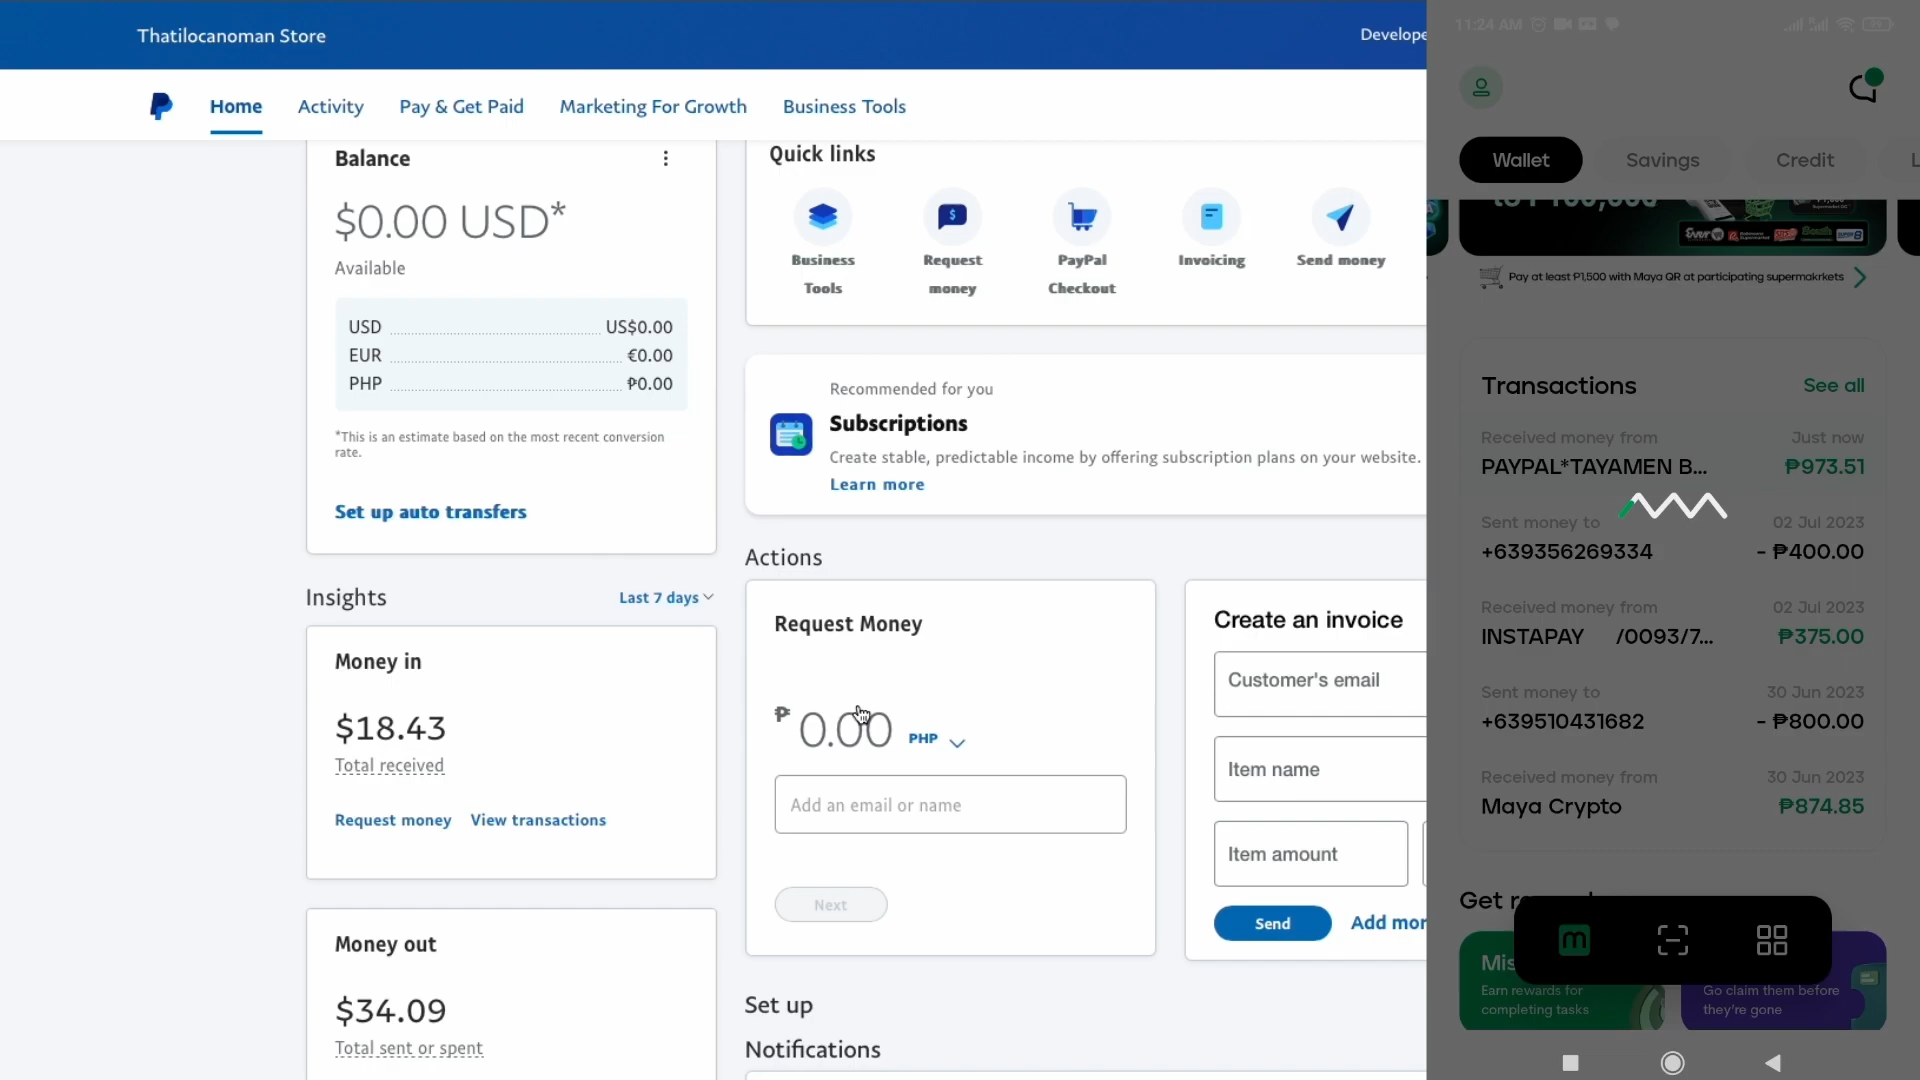 Thatilocanoman Store
Develope
Home
Activity
Pay & Get Paid
Marketing For Growth
Business Tools
Balance
$0.00 USD*
Available
USD US$0.00
EUR €0.00
PHP ₱0.00
*This is an estimate based on the most recent conversion
rate.
Set up auto transfers
Insights
Last 7 days
Money in
$18.43
Total received
Request money
View transactions
Money out
$34.09
Total sent or spent
Quick links
Business
Tools
Request
money
PayPal
Checkout
Invoicing
Send money
Recommended for you
Subscriptions
Create stable, predictable income by offering subscription plans on your website.
Learn more
Actions
Request Money
₱ 0.00 PHP
Add an email or name
Next
Create an invoice
Customer's email
Item name
Item amount
Send
Add mor
Set up
Notifications
11:24 AM
Wallet
Savings
Credit
L
Pay at least ₱1,500 with Maya QR at participating supermakrkets
Transactions
See all
Received money from
Just now
PAYPAL*TAYAMEN B...
₱973.51
Sent money to
02 Jul 2023
+639356269334
- ₱400.00
Received money from
02 Jul 2023
INSTAPAY /0093/7...
₱375.00
Sent money to
30 Jun 2023
+639510431682
- ₱800.00
Received money from
30 Jun 2023
Maya Crypto
₱874.85
Get r
Mis
Earn rewards for
completing tasks
Go claim them before
they're gone